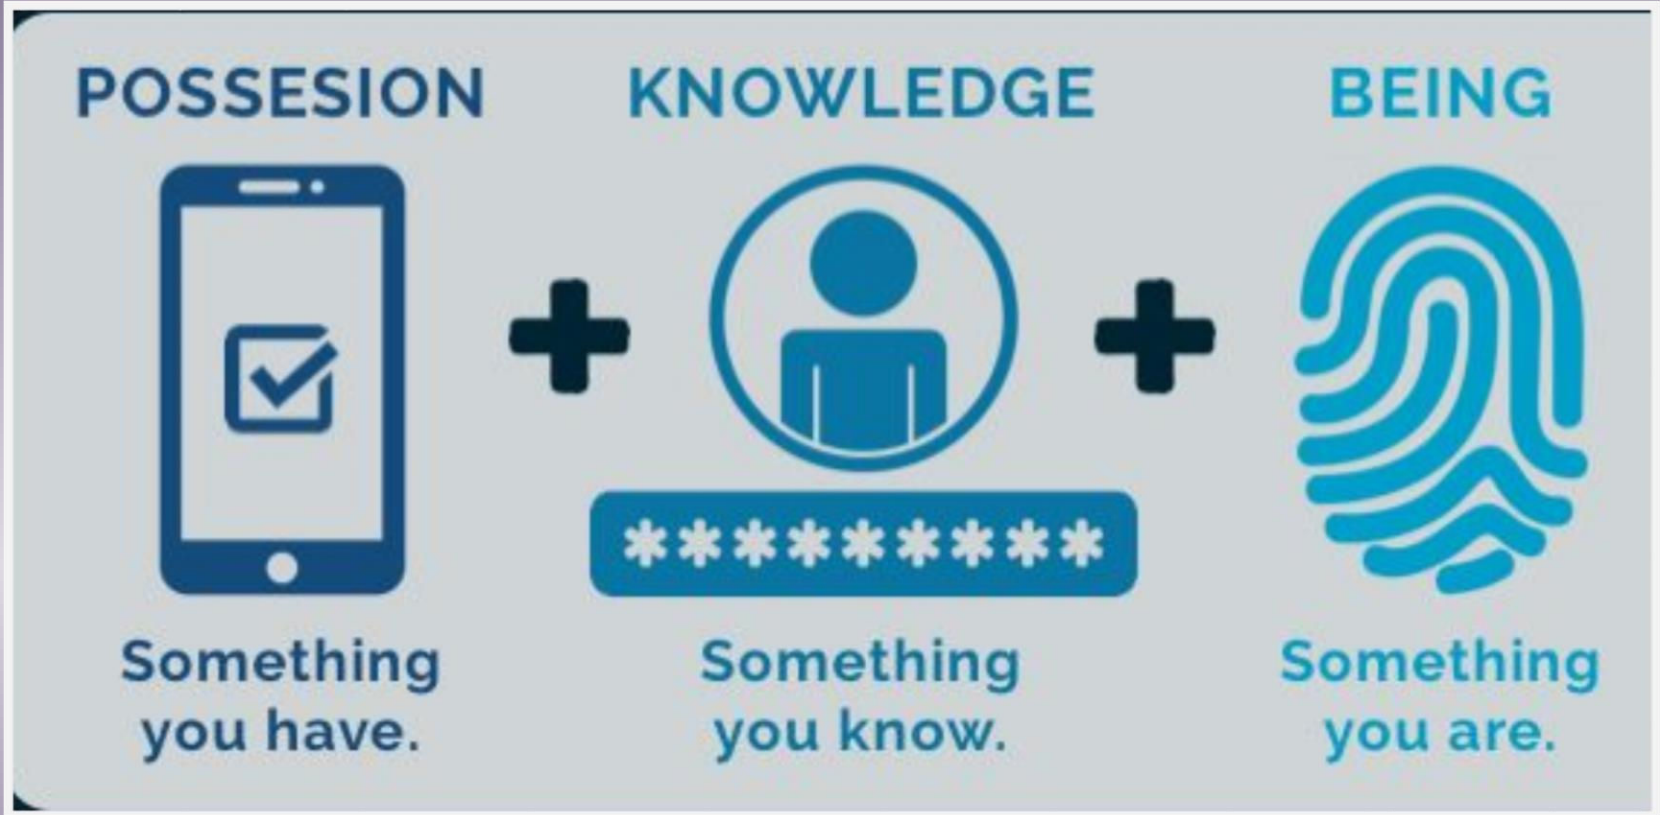 POSSESION
KNOWLEDGE
BEING
*********
Something
you have.
Something
you know.
Something
you are.